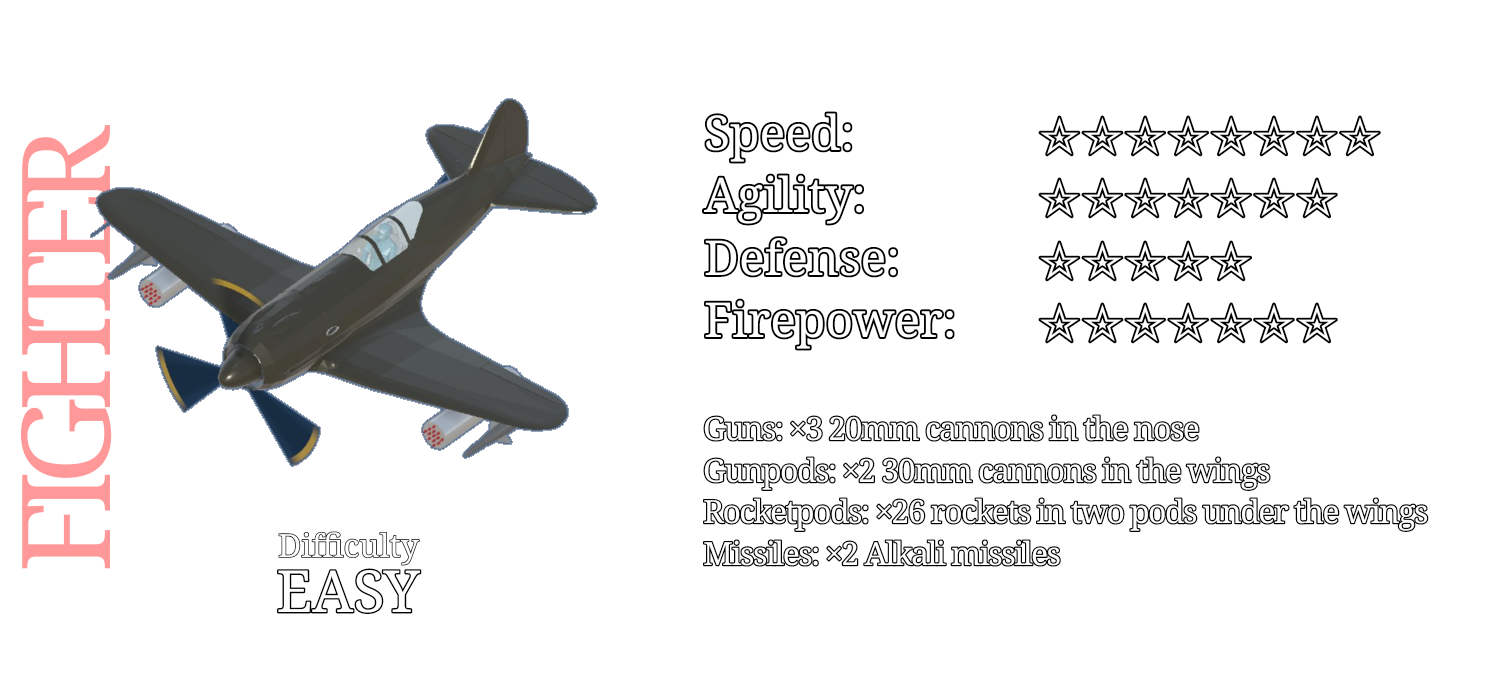 FIGHTER
Difficulty
EASY
Speed: ☆☆☆☆☆☆☆☆
Agility: ☆☆☆☆☆☆☆
Defense: ☆☆☆☆☆
Firepower: ☆☆☆☆☆☆☆
Guns: ×3 20mm cannons in the nose
Gunpods: ×2 30mm cannons in the wings
Rocketpods: ×26 rockets in two pods under the wings
Missiles: ×2 Alkali missiles